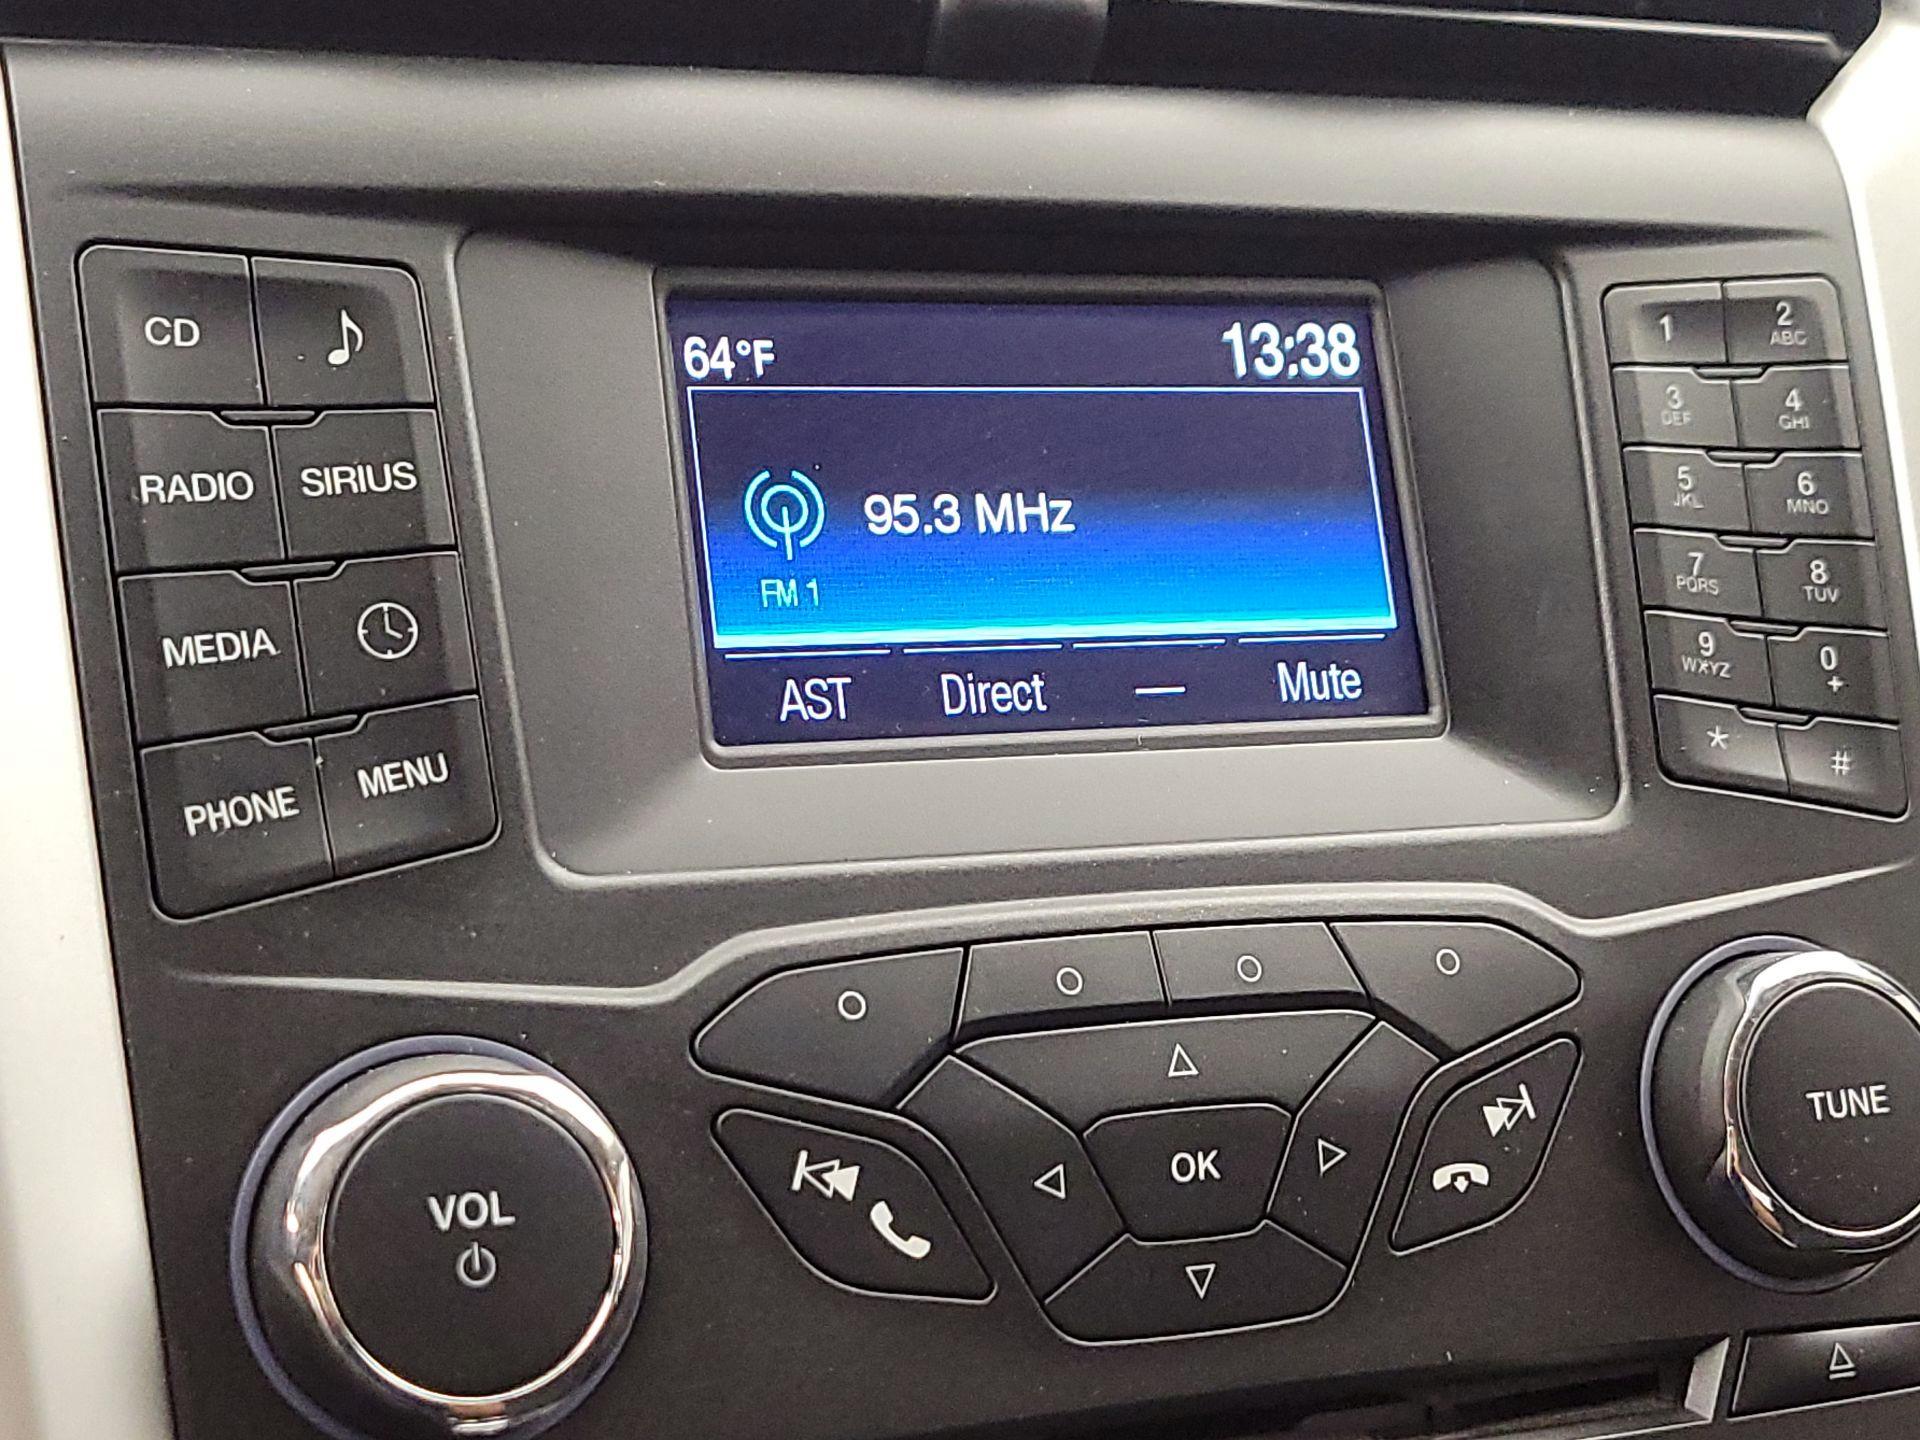 64°F
13:38
95.3 MHz
FM 1
AST
Direct
—
Mute
CD
RADIO
SIRIUS
MEDIA
PHONE
MENU
1
2
ABC
3
DEF
4
GHI
5
JKL
6
MNO
7
PQRS
8
TUV
9
WXYZ
0
+
*
#
VOL
OK
TUNE